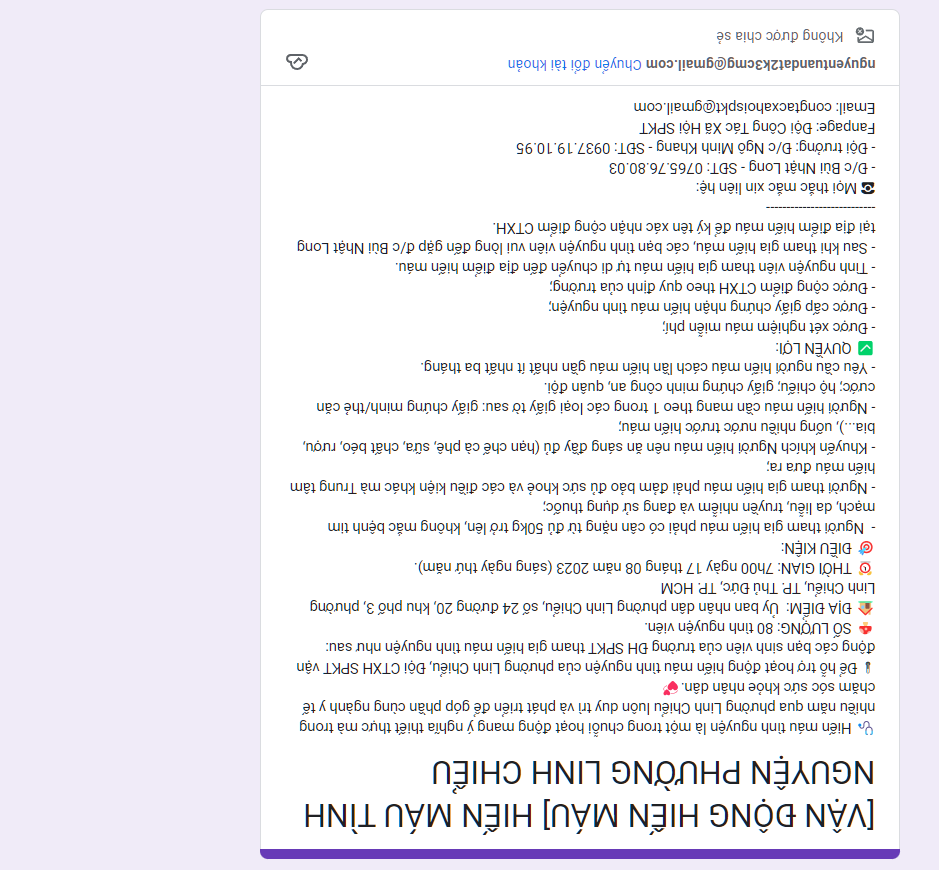 [VẬN ĐỘNG HIẾN MÁU] HIẾN MÁU TÌNH
NGUYỆN PHƯỜNG LINH CHIỂU
🩺 Hiến máu tình nguyện là một trong chuỗi hoạt động mang ý nghĩa thiết thực mà trong
nhiều năm qua phường Linh Chiểu luôn duy trì và phát triển để góp phần cùng ngành y tế
chăm sóc sức khỏe nhân dân. 💞
🌡 Để hỗ trợ hoạt động hiến máu tình nguyện của phường Linh Chiểu, Đội CTXH SPKT vận
động các bạn sinh viên của trường ĐH SPKT tham gia hiến máu tình nguyện như sau:
SỐ LƯỢNG: 80 tình nguyện viên.
ĐỊA ĐIỂM:  Ủy ban nhân dân phường Linh Chiểu, số 24 đường 20, khu phố 3, phường
Linh Chiểu, TP. Thủ Đức, TP. HCM
⏰ THỜI GIAN: 7h00 ngày 17 tháng 08 năm 2023 (sáng ngày thứ năm).
🎯 ĐIỀU KIỆN:
-  Người tham gia hiến máu phải có cân nặng từ đủ 50kg trở lên, không mắc bệnh tim
mạch, da liễu, truyền nhiễm và đang sử dụng thuốc;
- Người tham gia hiến máu phải đảm bảo đủ sức khoẻ và các điều kiện khác mà Trung tâm
hiến máu đưa ra;
- Khuyến khích Người hiến máu nên ăn sáng đầy đủ (hạn chế cà phê, sữa, chất béo, rượu,
bia...), uống nhiều nước trước hiến máu;
- Người hiến máu cần mang theo 1 trong các loại giấy tờ sau: giấy chứng minh/thẻ căn
cước; hộ chiếu; giấy chứng minh công an, quân đội.
- Yêu cầu người hiến máu cách lần hiến máu gần nhất ít nhất ba tháng.
✅ QUYỀN LỢI:
- Được xét nghiệm máu miễn phí;
- Được cấp giấy chứng nhận hiến máu tình nguyện;
- Được cộng điểm CTXH theo quy định của trường;
- Tình nguyện viên tham gia hiến máu tự di chuyển đến địa điểm hiến máu.
- Sau khi tham gia hiến máu, các bạn tình nguyện viên vui lòng đến gặp đ/c Bùi Nhật Long
tại địa điểm hiến máu để ký tên xác nhận cộng điểm CTXH.
---------------------------
☎ Mọi thắc mắc xin liên hệ:
- Đ/c Bùi Nhật Long - SĐT: 0765.76.80.03
- Đội trưởng: Đ/c Ngô Minh Khang - SĐT: 0937.19.10.95
Fanpage: Đội Công Tác Xã Hội SPKT
Email: congtacxahoispkt@gmail.com
nguyentuandat2k3cmg@gmail.com Chuyển đổi tài khoản
Không được chia sẻ